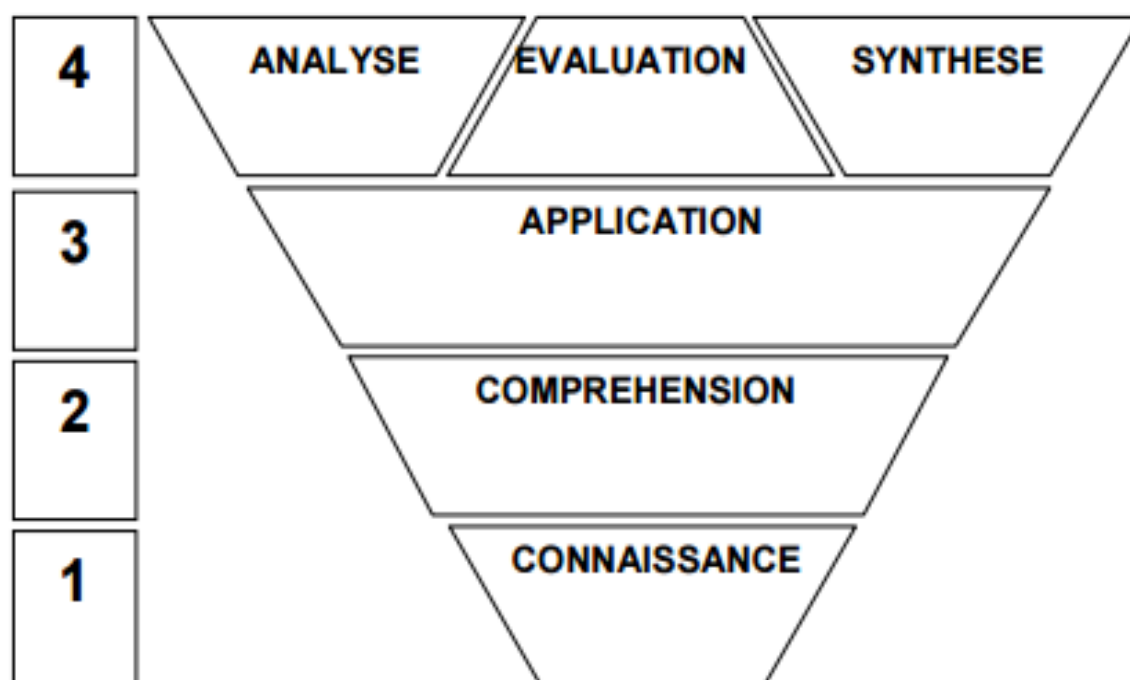 4 ANALYSE EVALUATION SYNTHESE
3 APPLICATION
2 COMPREHENSION
1 CONNAISSANCE